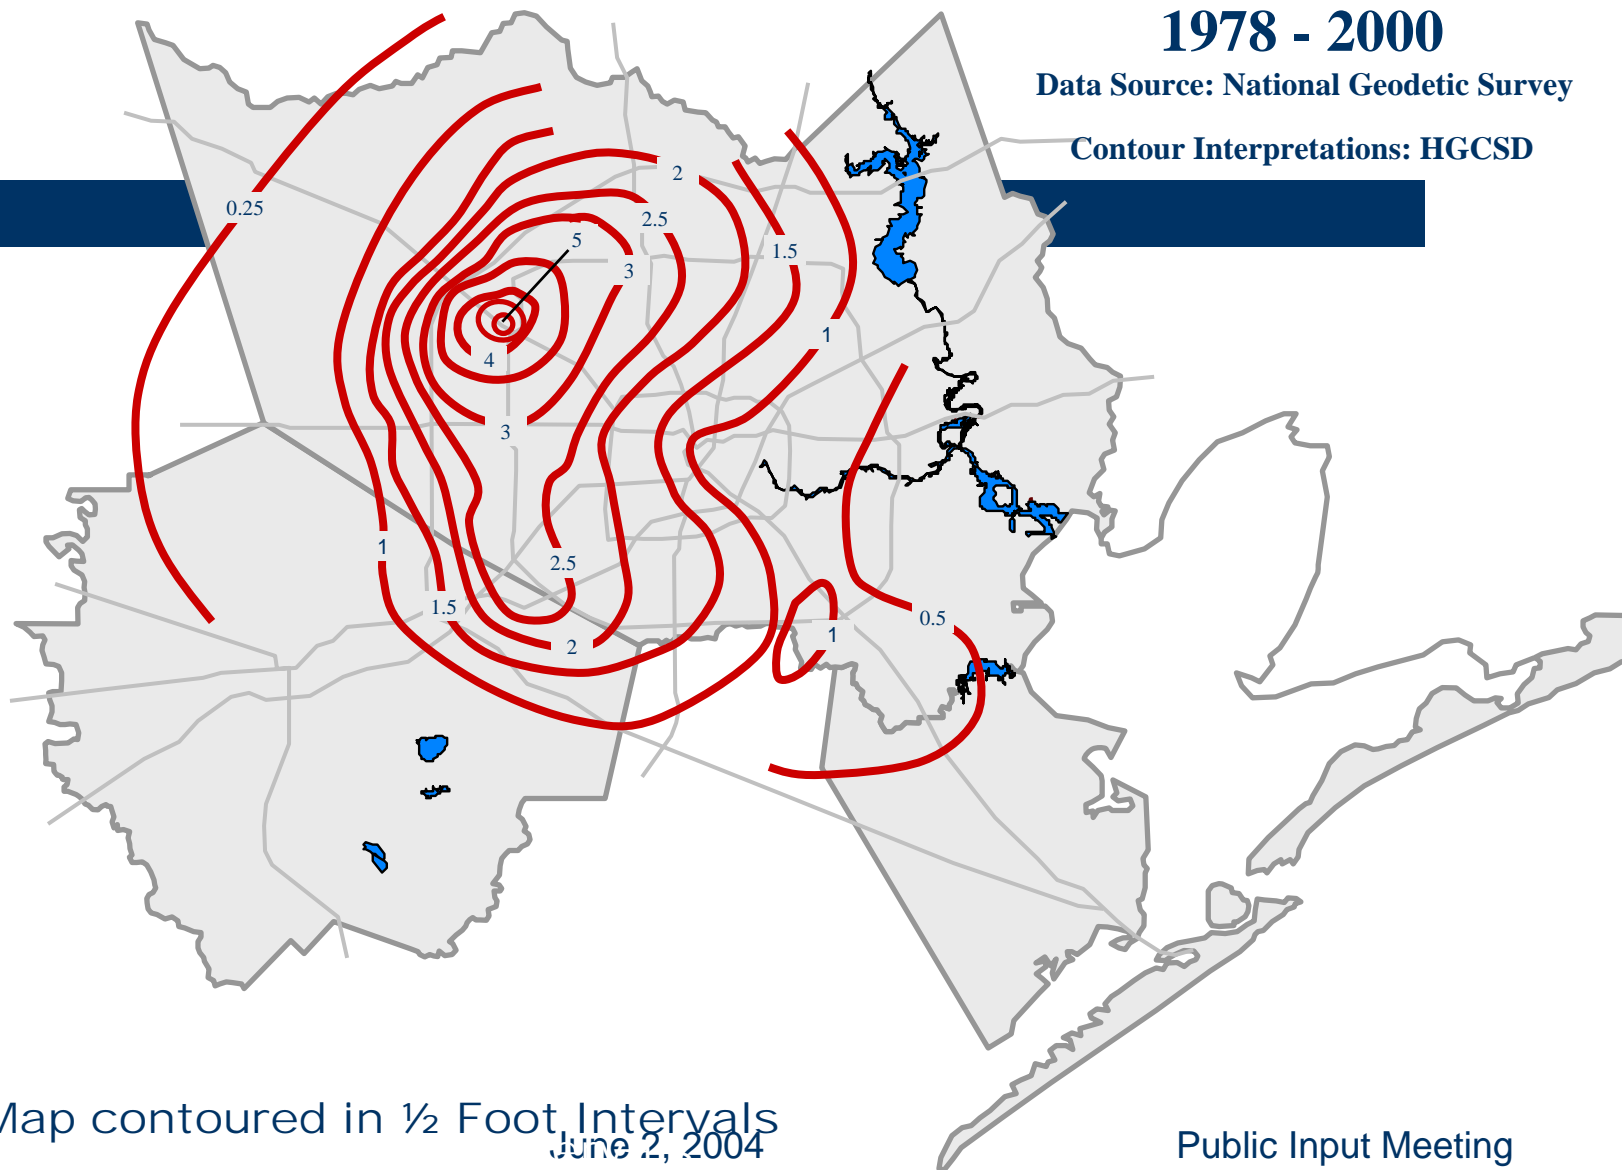 1978 - 2000
Data Source: National Geodetic Survey
Contour Interpretations: HGCSD
2
0.25
2.5
5
1.5
3
1
4
3
1
2.5
1.5
0.5
1
2
Map contoured in ½ Foot Intervals
June 2, 2004
Public Input Meeting